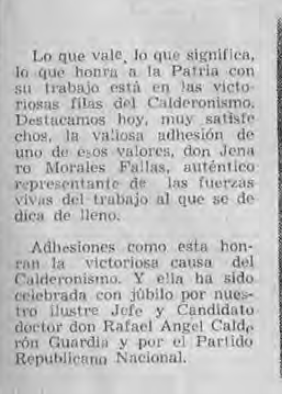 Lo que vale, lo que significa,
lo que honra a la Patria con
su trabajo está en las victo-
riosas filas del Calderonismo.
Destacamos hoy, muy satisfe
chos, la valiosa adhesión de
uno de esos valores, don Jena
ro Morales Fallas, auténtico
representante de las fuerzas
vivas del trabajo al que se de
dica de lleno.
Adhesiones como esta hon-
ran la victoriosa causa del
Calderonismo. Y ella ha sido
celebrada con júbilo por nues-
tro ilustre Jefe y Candidato
doctor don Rafael Angel Calde
rón Guardia y por el Partido
Republicano Nacional.